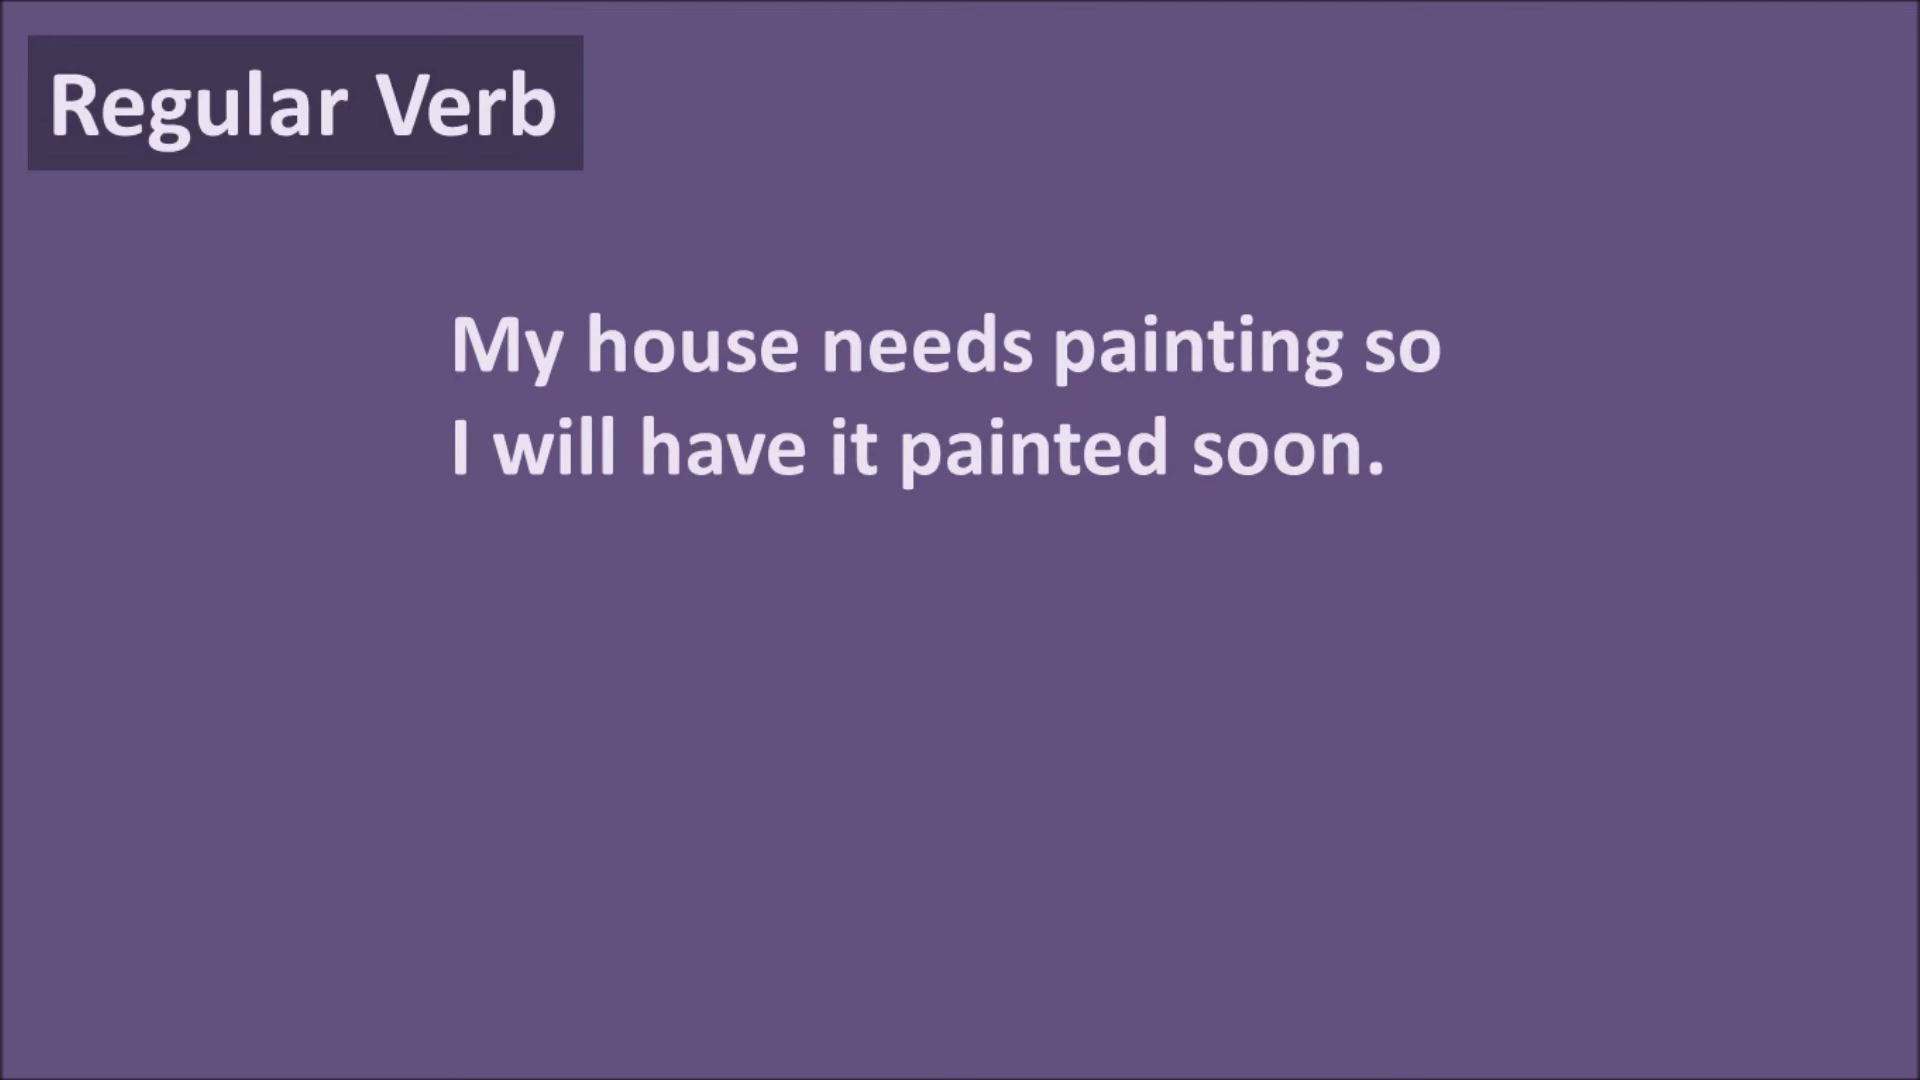 Regular Verb
My house needs painting so
I will have it painted soon.